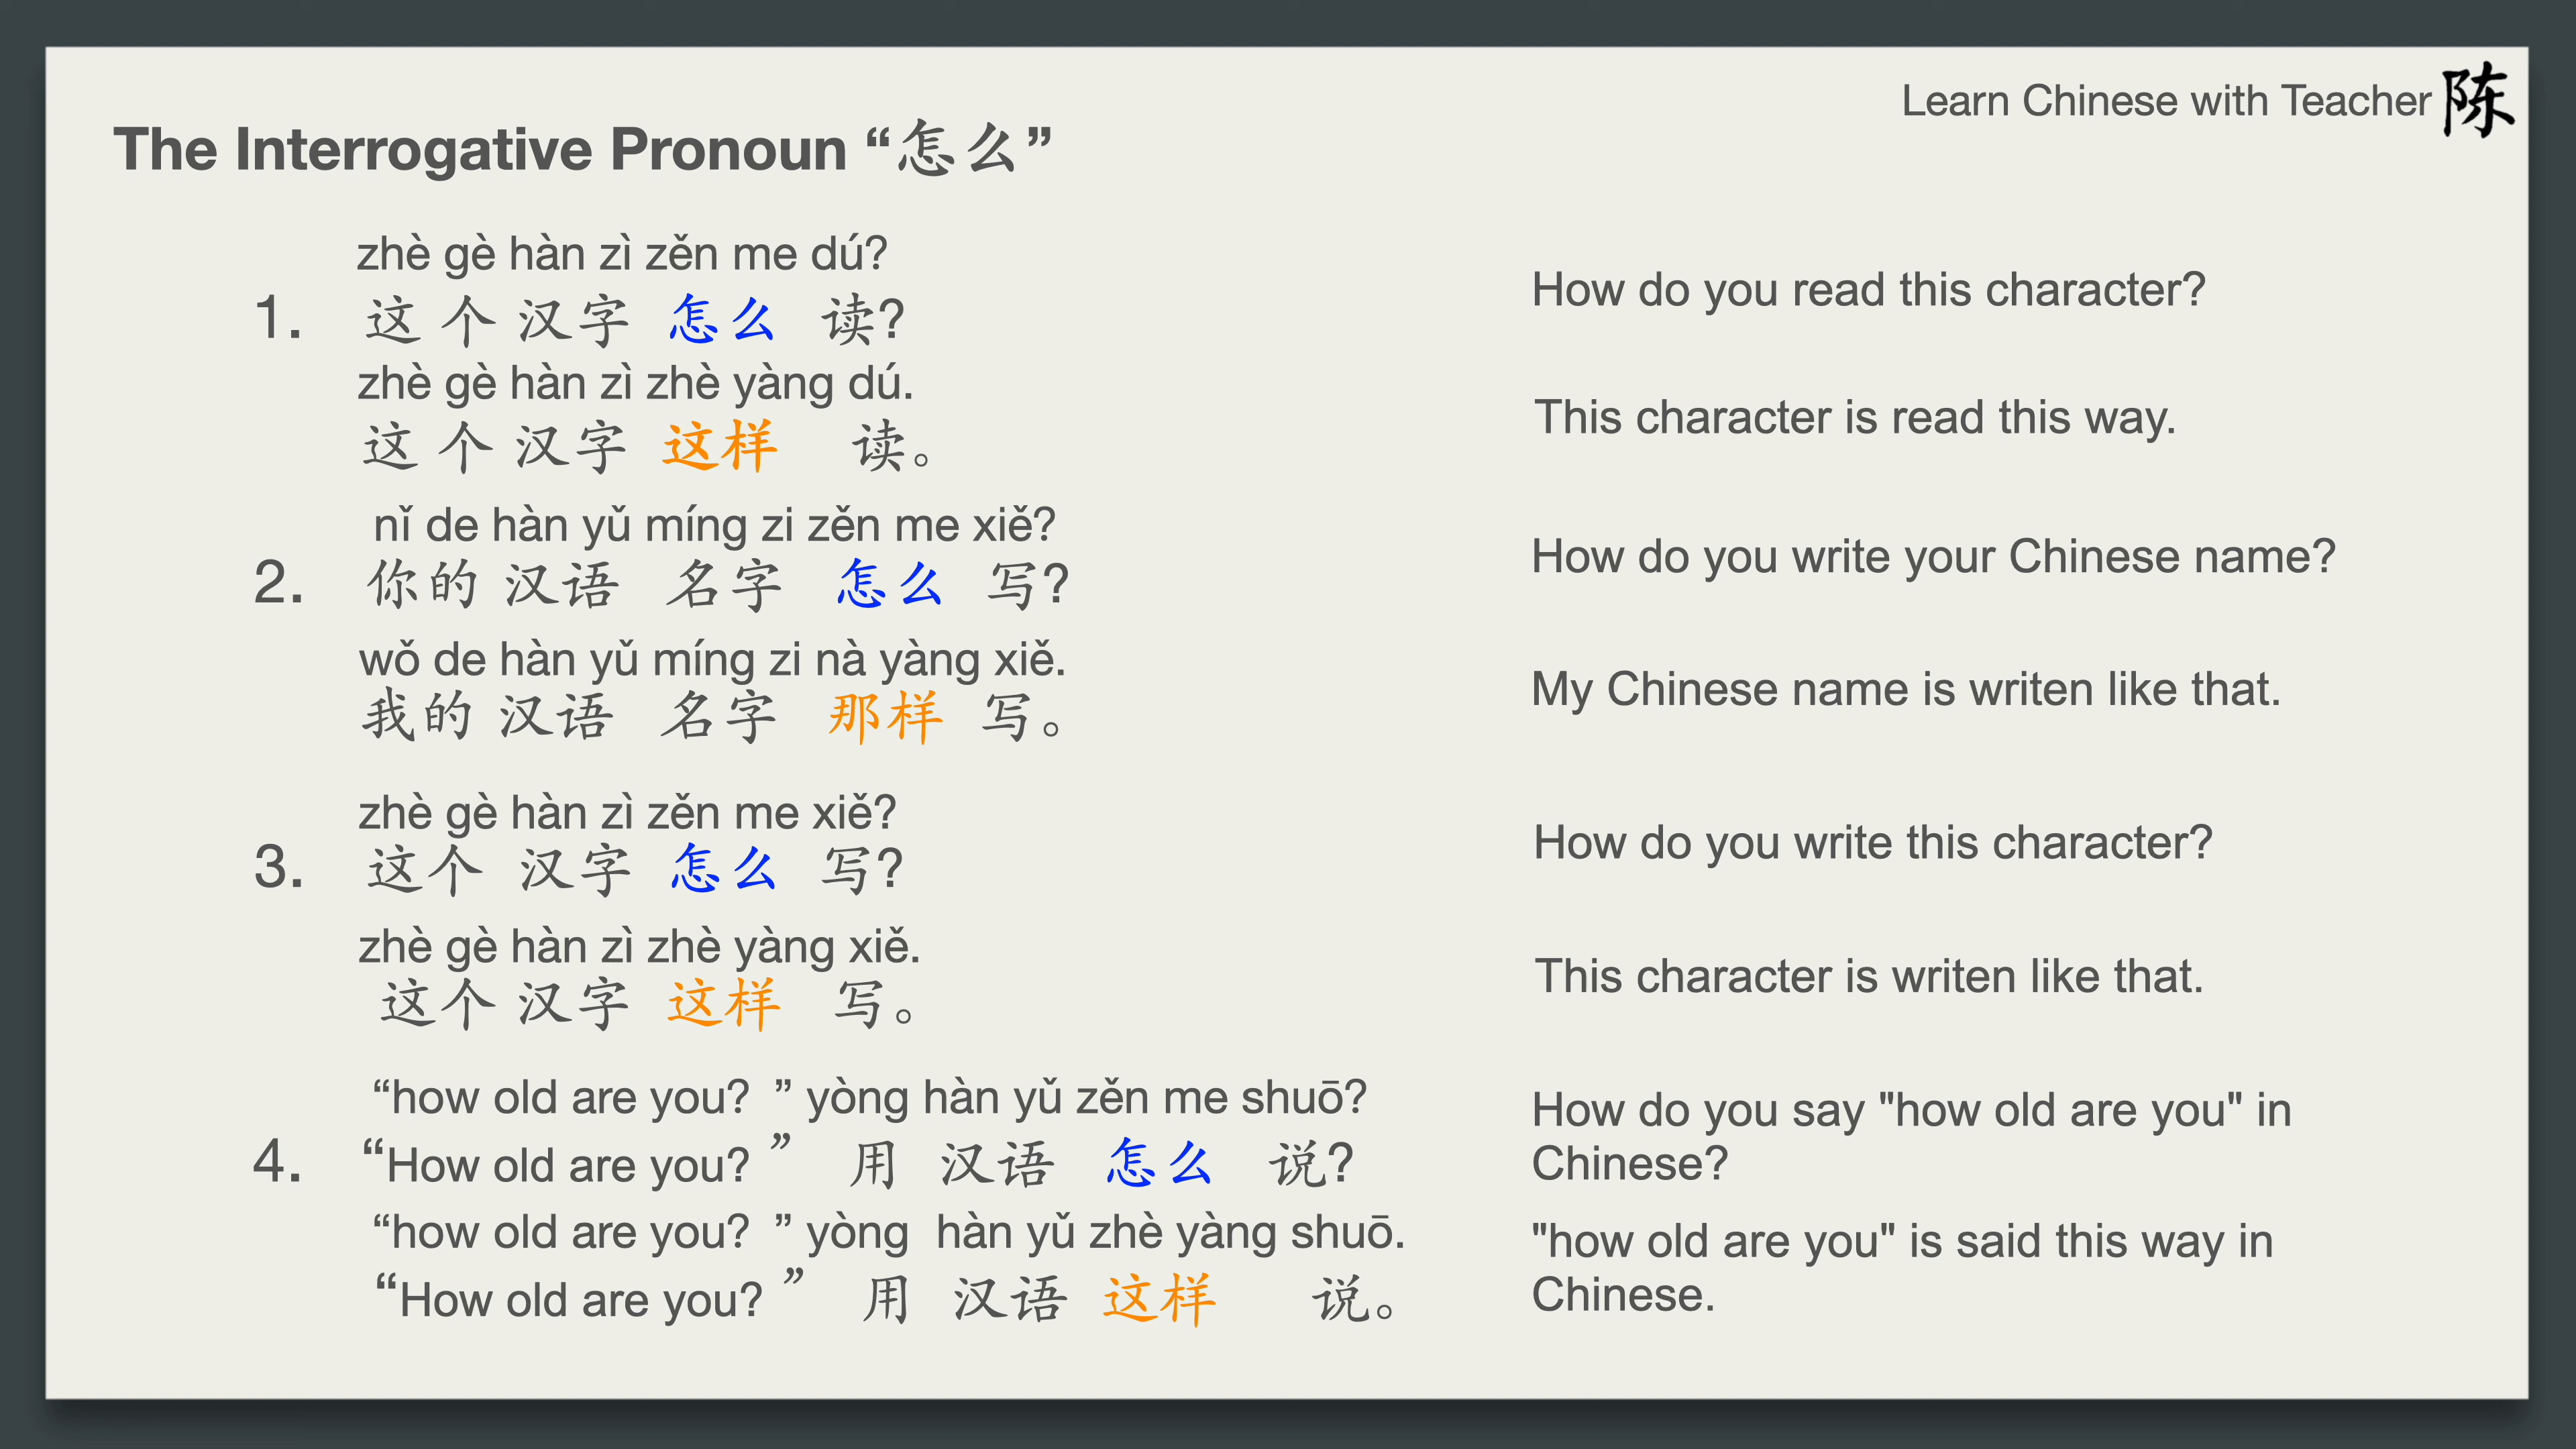 Learn Chinese with Teacher 陈
The Interrogative Pronoun “怎么”
zhè gè hàn zì zěn me dú?
1. 这 个 汉字 怎么 读?
How do you read this character?
zhè gè hàn zì zhè yàng dú.
这 个 汉字 这样 读。
This character is read this way.
nǐ de hàn yǔ míng zi zěn me xiě?
2. 你的 汉语 名字 怎么 写?
How do you write your Chinese name?
wǒ de hàn yǔ míng zi nà yàng xiě.
我的 汉语 名字 那样 写。
My Chinese name is writen like that.
zhè gè hàn zì zěn me xiě?
3. 这个 汉字 怎么 写?
How do you write this character?
zhè gè hàn zì zhè yàng xiě.
这个 汉字 这样 写。
This character is writen like that.
“how old are you? ” yòng hàn yǔ zěn me shuō?
4. “How old are you? ” 用 汉语 怎么 说?
How do you say "how old are you" in
Chinese?
“how old are you? ” yòng hàn yǔ zhè yàng shuō.
“How old are you? ” 用 汉语 这样 说。
"how old are you" is said this way in
Chinese.